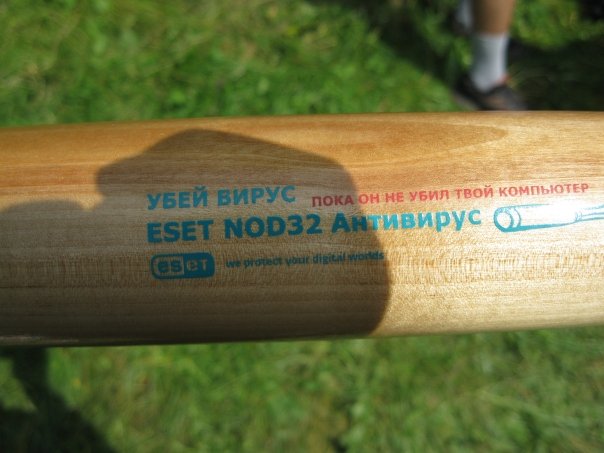 УБЕЙ ВИРУС ПОКА ОН НЕ УБИЛ ТВОЙ КОМПЬЮТЕР
ESET NOD32 Антивирус
eseT we protect your digital worlds